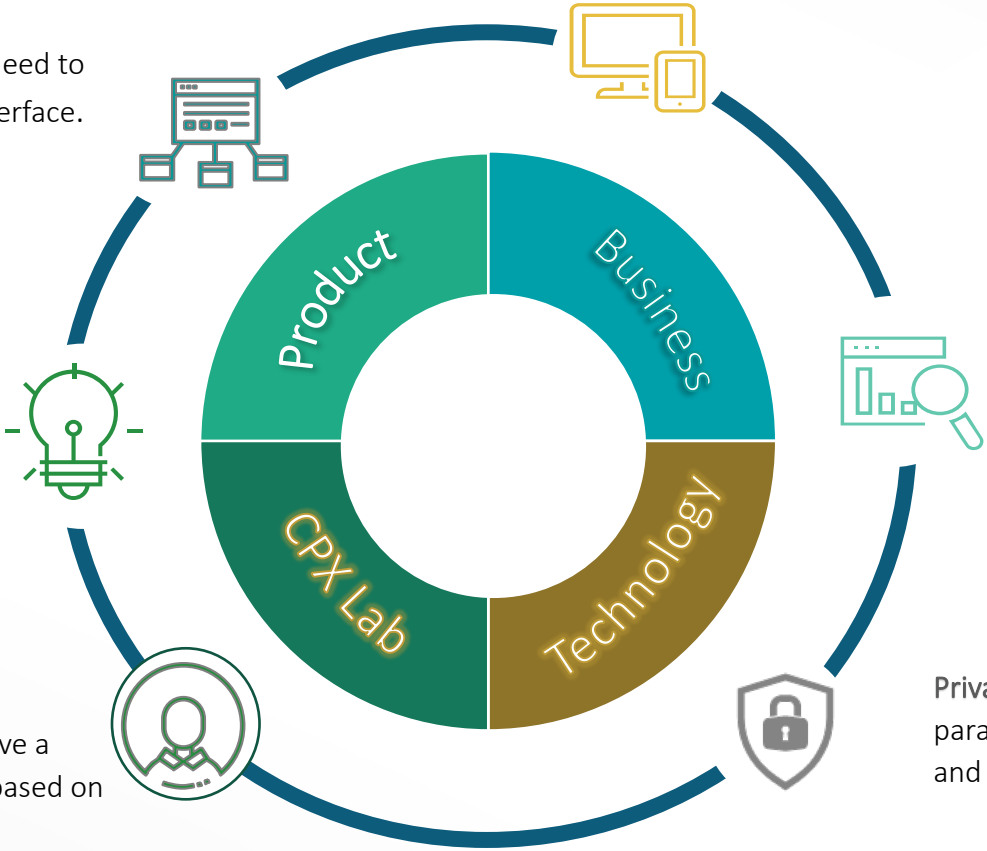 eed to
erface.
Product
Business
CPX Lab
Technology
ve a
based on
Priva
para
and